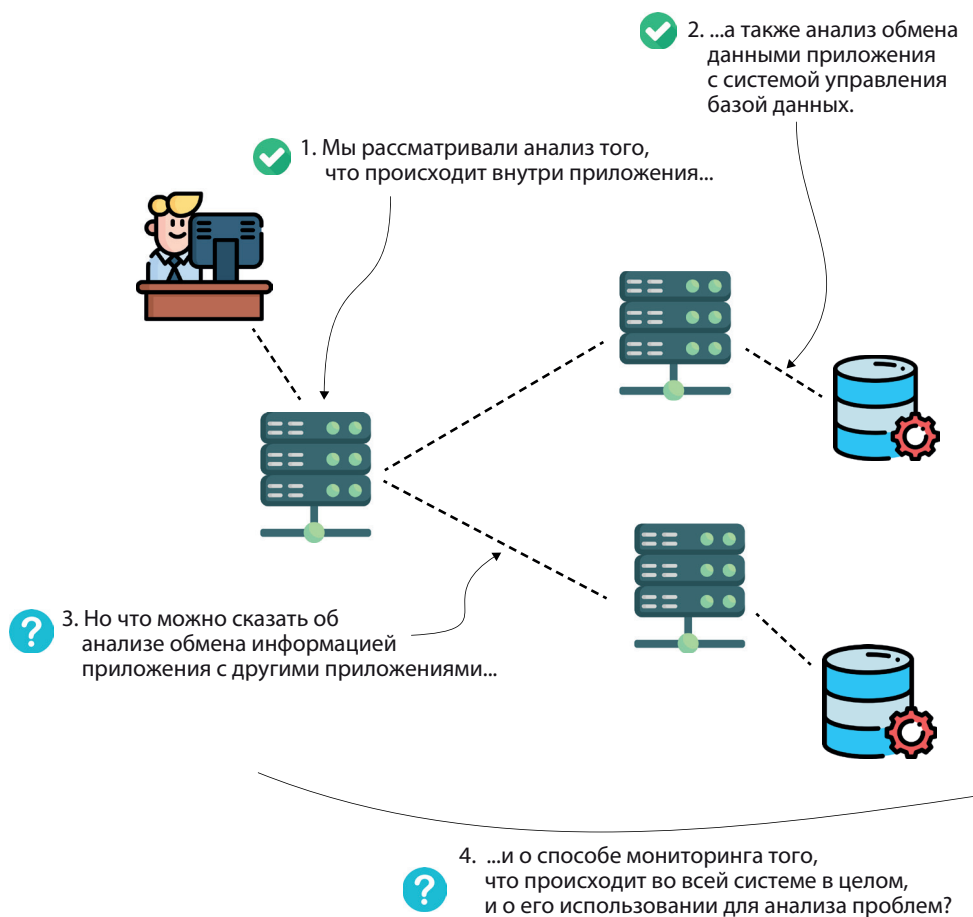 2. ...а также анализ обмена
данными приложения
с системой управления
базой данных.
1. Мы рассматривали анализ того,
что происходит внутри приложения...
?
3. Но что можно сказать об
анализе обмена информацией
приложения с другими приложениями...
?
4. ...и о способе мониторинга того,
что происходит во всей системе в целом,
и о его использовании для анализа проблем?